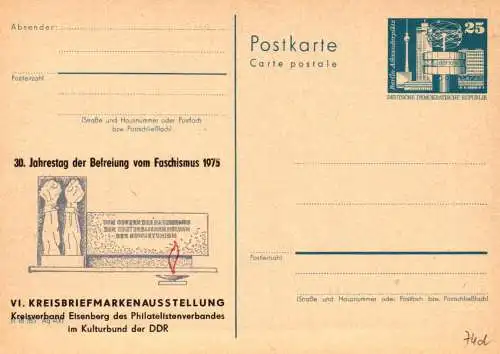 Absender:
Postleitzahl
(Straße und Hausnummer oder Postfach
bzw. Postschließfach)
30. Jahrestag der Befreiung vom Faschismus 1975
VI. KREISBRIEFMARKENAUSSTELLUNG
Kreisverband Eisenberg des Philatelistenverbandes
im Kulturbund der DDR
Postkarte
Carte postale
Berlin-Alexanderplatz
25
DEUTSCHE DEMOKRATISCHE REPUBLIK
Postleitzahl
(Straße und Hausnummer oder Postfach bzw. Postschließfach)
74d